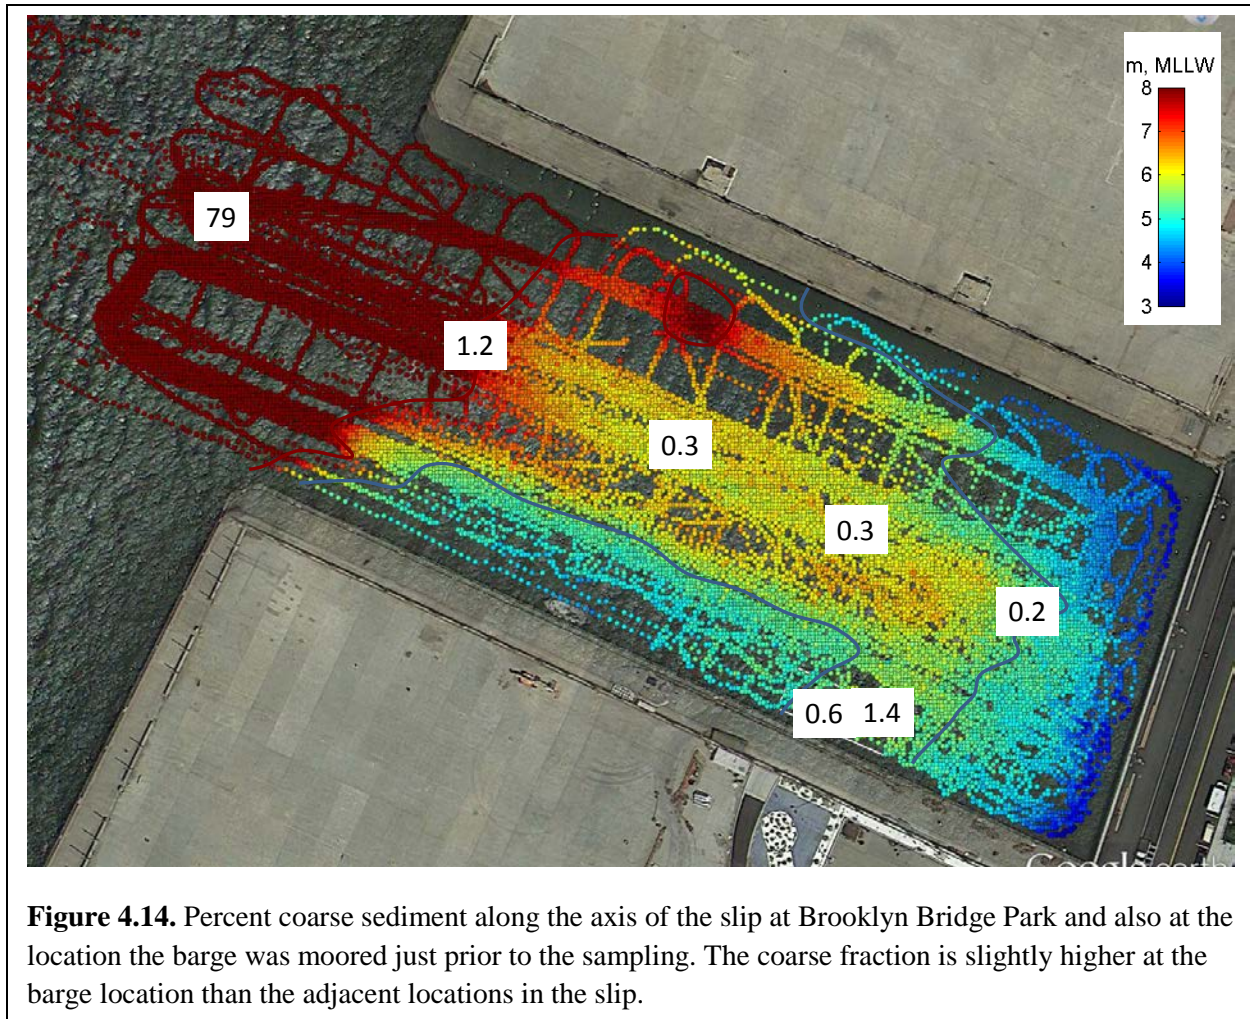 m, MLLW
8
7
6
5
4
3
79
1.2
0.3
0.3
0.2
0.6 1.4
Google earth
Figure 4.14. Percent coarse sediment along the axis of the slip at Brooklyn Bridge Park and also at the
location the barge was moored just prior to the sampling. The coarse fraction is slightly higher at the
barge location than the adjacent locations in the slip.